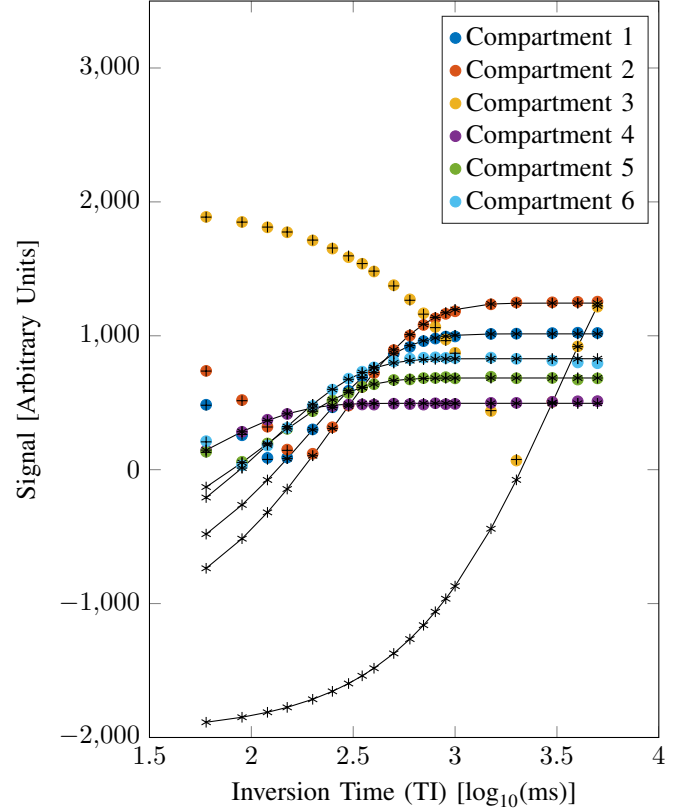 3,000
2,000
1,000
0
−1,000
−2,000
1.5
2
2.5
3
3.5
4
Signal [Arbitrary Units]
Inversion Time (TI) [log10(ms)]
Compartment 1
Compartment 2
Compartment 3
Compartment 4
Compartment 5
Compartment 6